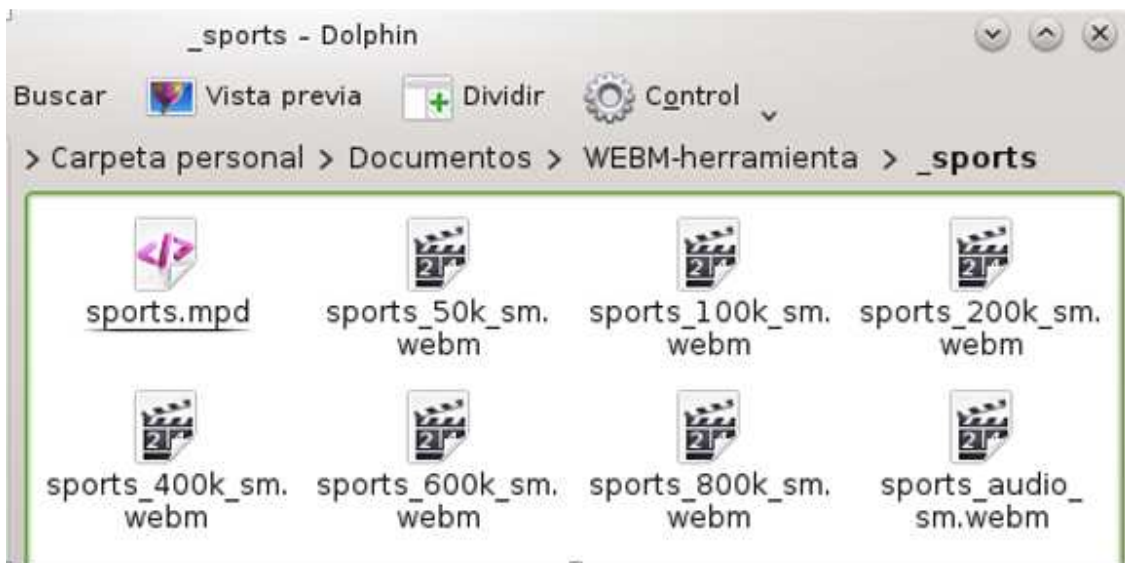 _sports – Dolphin
Buscar Vista previa Dividir Control
> Carpeta personal > Documentos > WEBM-herramienta > _sports
sports.mpd sports_50k_sm. sports_100k_sm. sports_200k_sm.
webm webm webm
sports_400k_sm. sports_600k_sm. sports_800k_sm. sports_audio_
webm webm webm sm.webm